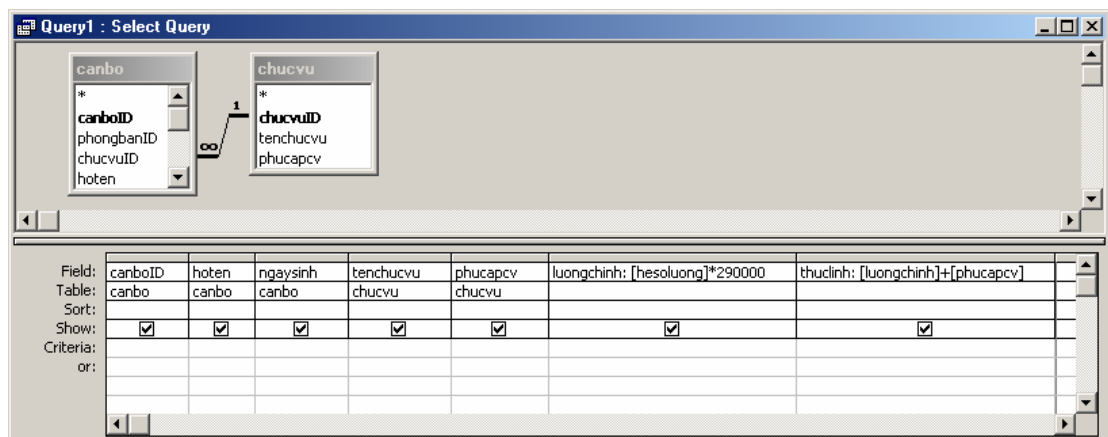 Query1 : Select Query
canbo
*
canboID
phongbanID
chucvuID
hoten
∞
1
chucvu
*
chucvuID
tenchucvu
phucapcv
Field: canboID hoten ngaysinh tenchucvu phucapcv luongchinh: [hesoluong]*290000 thuclinh: [luongchinh]+[phucapcv]
Table: canbo canbo canbo chucvu chucvu
Sort:
Show:
Criteria:
or: